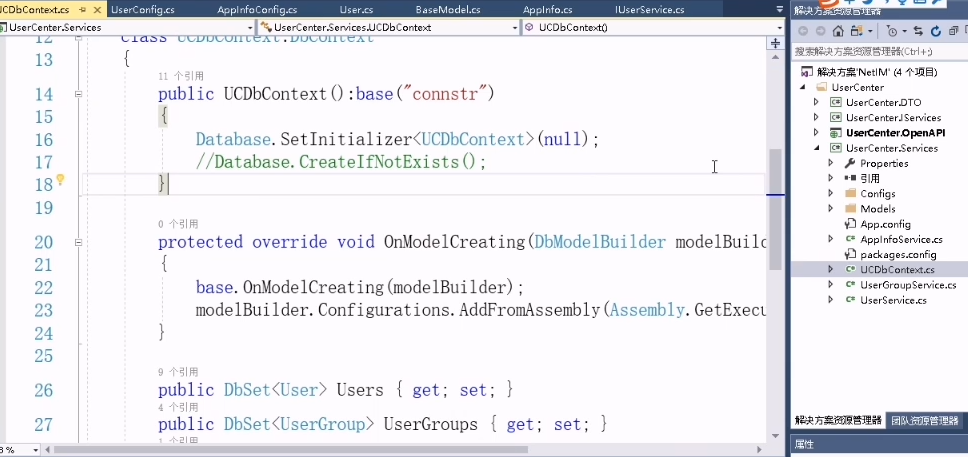 UCDbContext.cs
UserConfig.cs
AppInfoConfig.cs
User.cs
BaseModel.cs
AppInfo.cs
IUserService.cs
UserCenter.Services
UserCenter.Services.UCDbContext
UCDbContext()
12 class UCDbContext:DbContext
13 {
11 个引用
14 public UCDbContext():base("connstr")
15 {
16 Database.SetInitializer<UCDbContext>(null);
17 //Database.CreateIfNotExists();
18 }
19
0 个引用
20 protected override void OnModelCreating(DbModelBuilder modelBuild
21 {
22 base.OnModelCreating(modelBuilder);
23 modelBuilder.Configurations.AddFromAssembly(Assembly.GetExecu
24 }
25
9 个引用
26 public DbSet<User> Users { get; set; }
4 个引用
27 public DbSet<UserGroup> UserGroups { get; set; }
1 个引用
解决方案资源管理器
搜索解决方案资源管理器(Ctrl+;)
解决方案'NetIM' (4 个项目)
UserCenter
UserCenter.DTO
UserCenter.IServices
UserCenter.OpenAPI
UserCenter.Services
Properties
引用
Configs
Models
App.config
AppInfoService.cs
packages.config
UCDbContext.cs
UserGroupService.cs
UserService.cs
解决方案资源管理器 团队资源管理器
属性